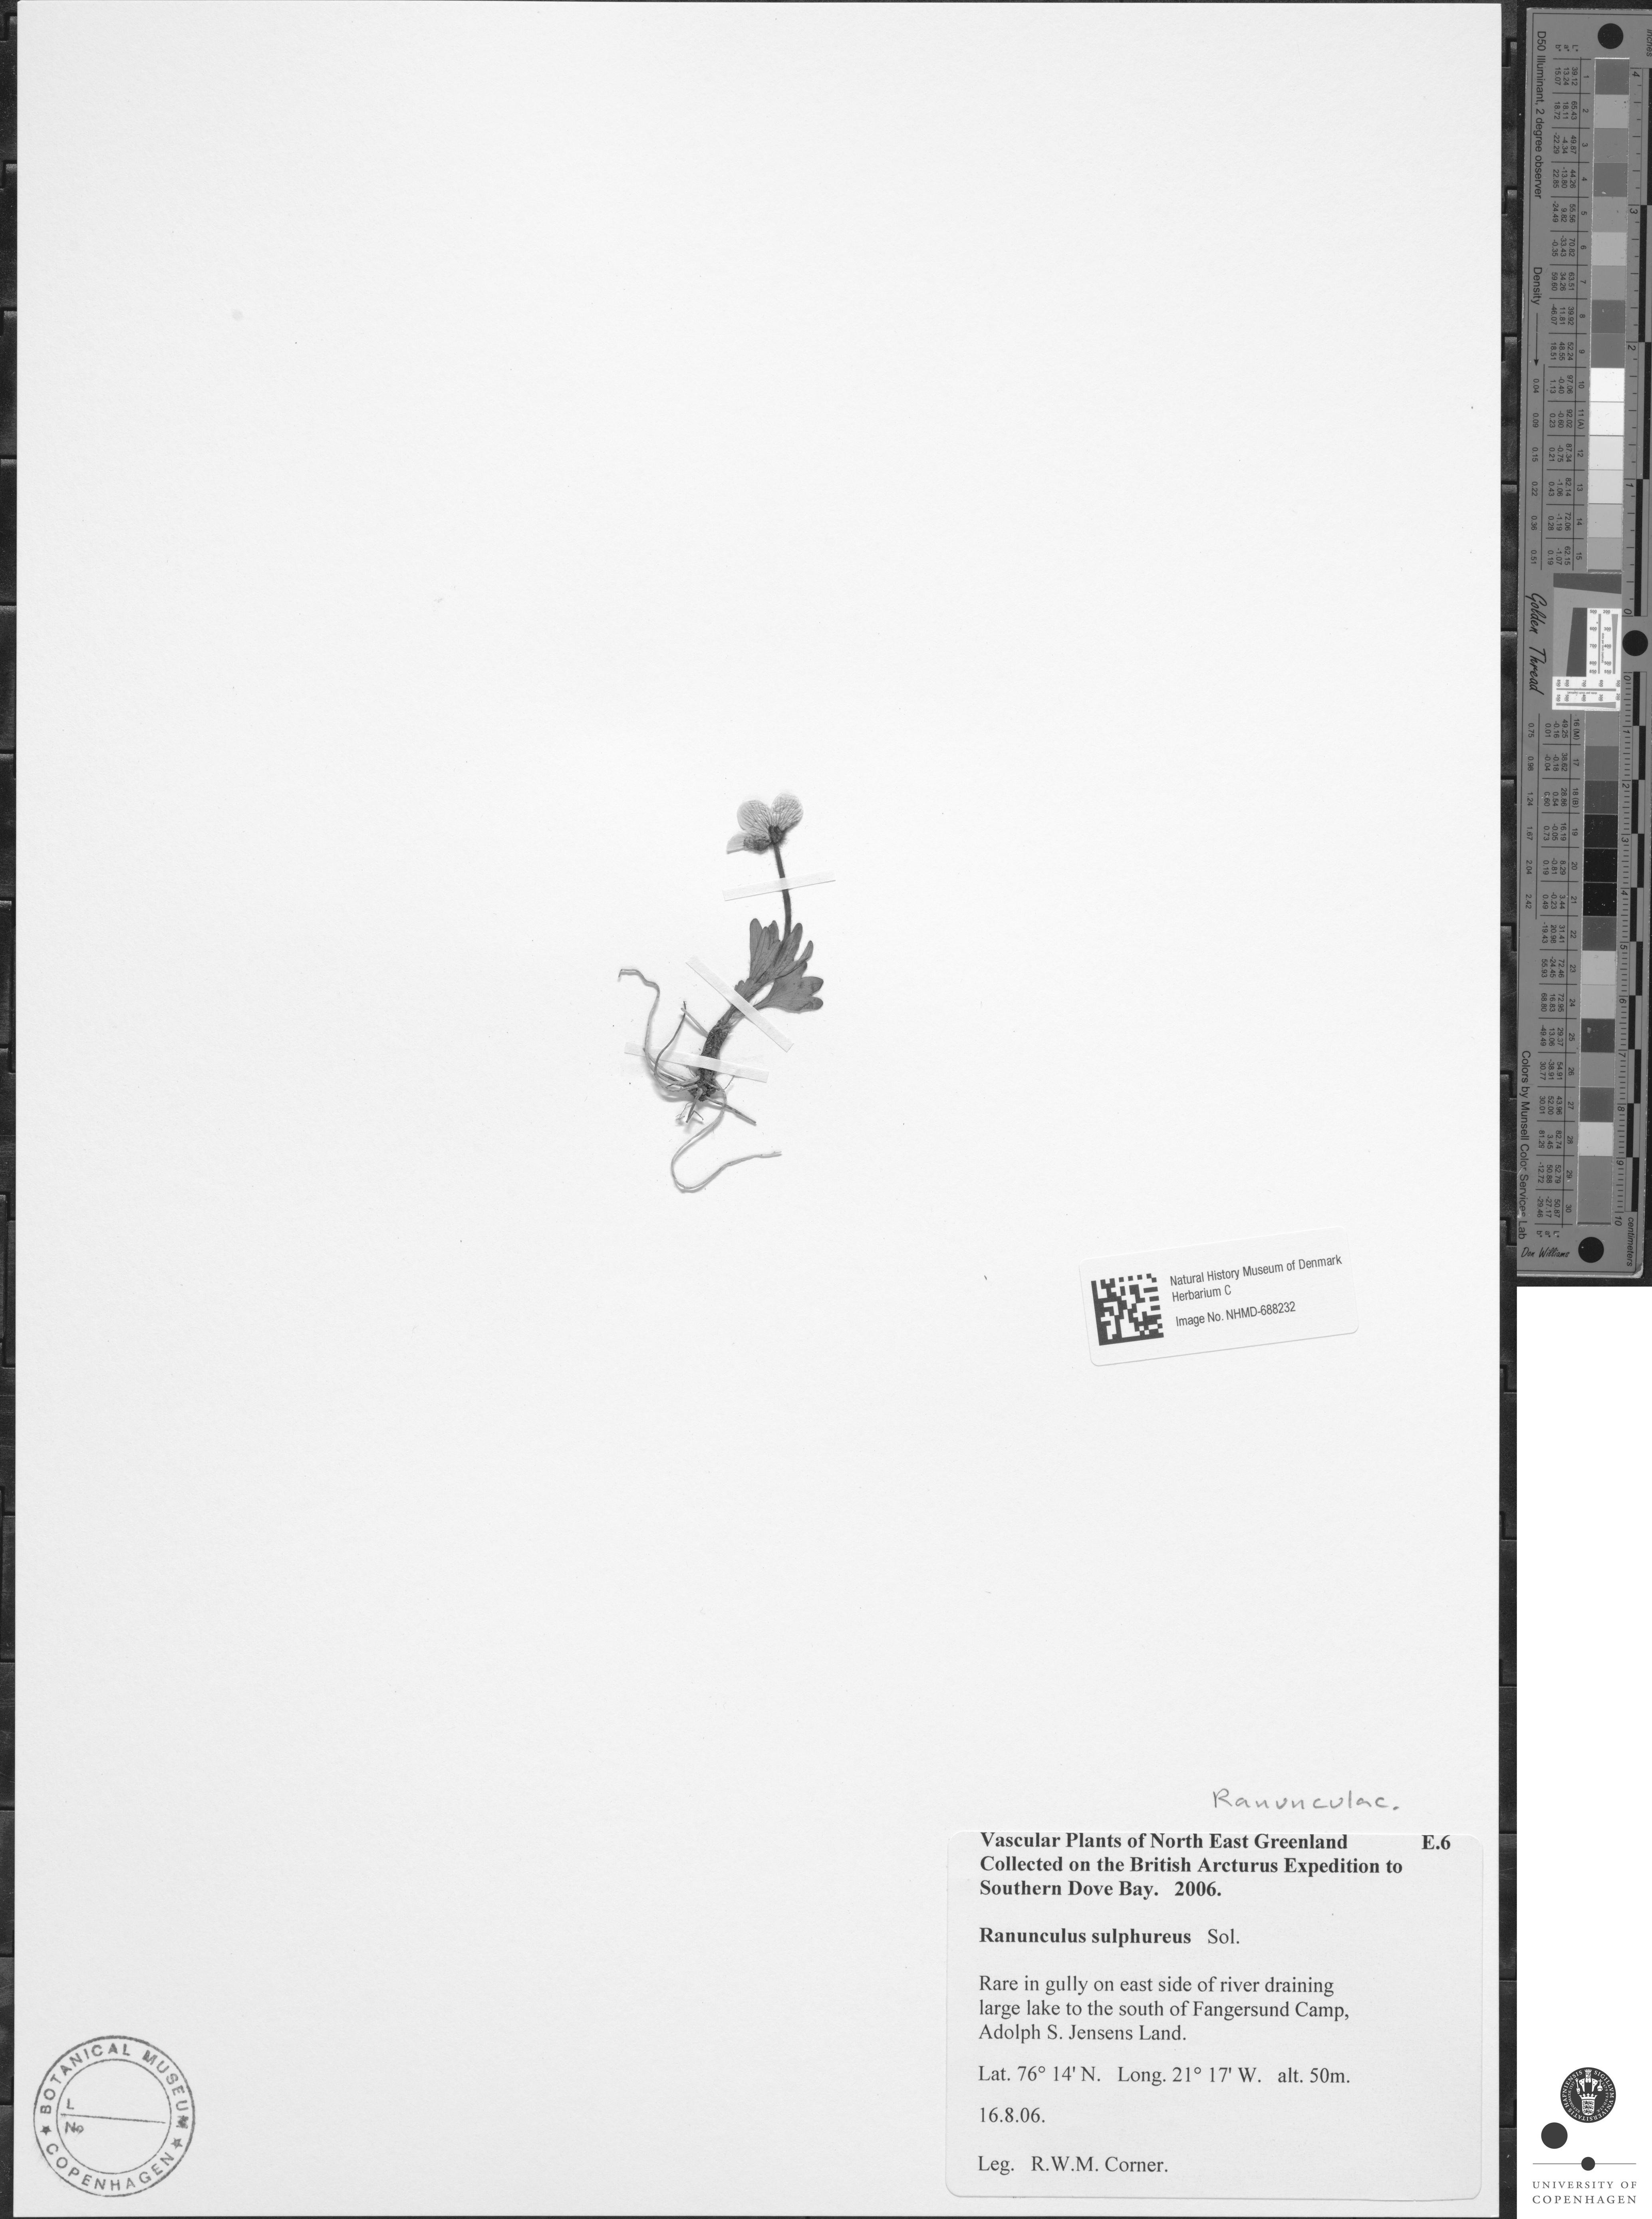 Natural History Museum of Denmark
Herbarium C
Image No. NHMD-688232
Ranunculac.
Vascular Plants of North East Greenland E.6
Collected on the British Arcturus Expedition to
Southern Dove Bay. 2006.
Ranunculus sulphureus Sol.
Rare in gully on east side of river draining
large lake to the south of Fangersund Camp,
Adolph S. Jensens Land.
Lat. 76° 14' N. Long. 21° 17' W. alt. 50m.
16.8.06.
Leg. R.W.M. Corner.
BOTANICAL MUSEUM
COPENHAGEN
L
No
D50 Illuminant, 2 degree observer
Density
Golden Thread
Colors by Munsell Color Services Lab
Don Williams
inches
centimeters
UNIVERSITY OF
COPENHAGEN